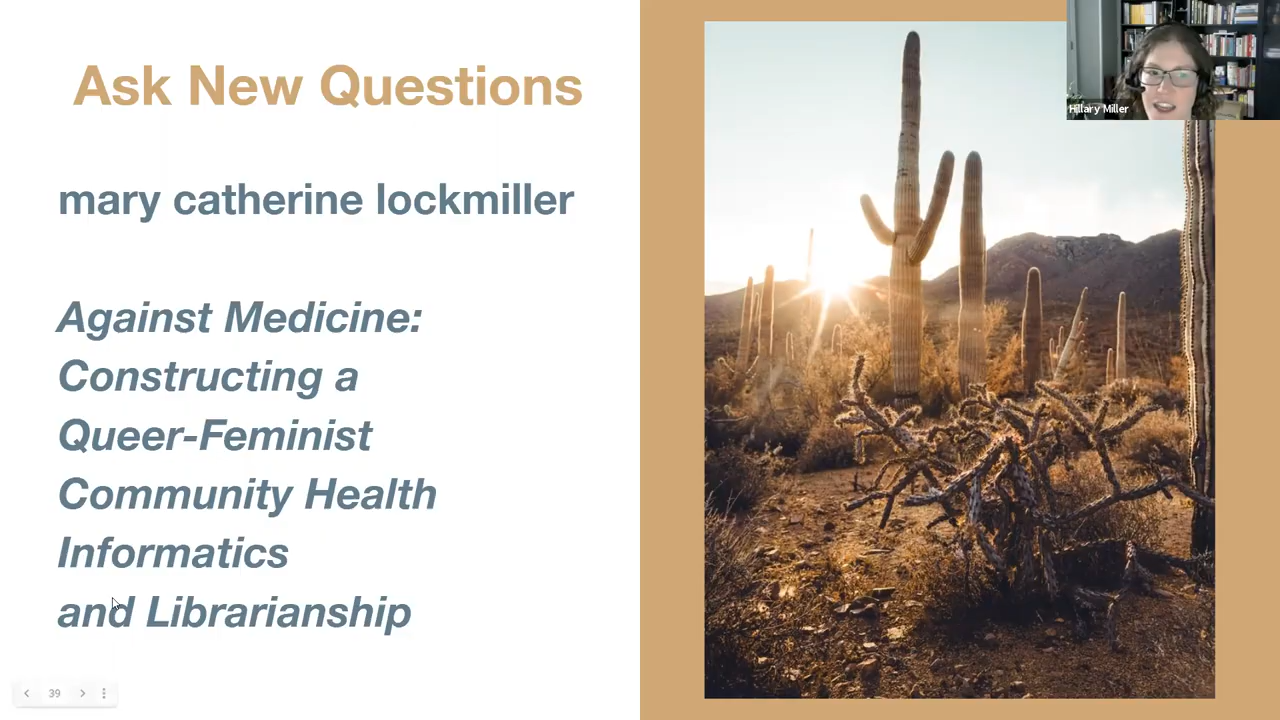 Ask New Questions
mary catherine lockmiller
Against Medicine:
Constructing a
Queer-Feminist
Community Health
Informatics
and Librarianship
Hillary Miller
39